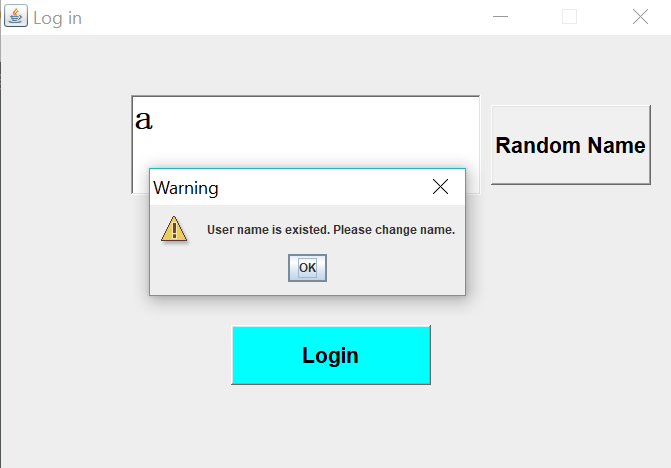 Log in
a
Random Name
Warning
User name is existed. Please change name.
OK
Login